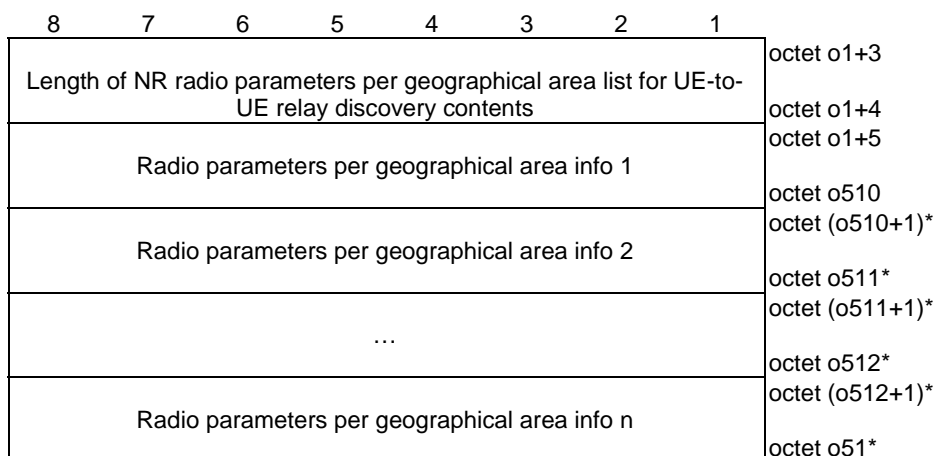 8 7 6 5 4 3 2 1
octet o1+3
Length of NR radio parameters per geographical area list for UE-to-
UE relay discovery contents
octet o1+4
octet o1+5
Radio parameters per geographical area info 1
octet o510
octet (o510+1)*
Radio parameters per geographical area info 2
octet o511*
octet (o511+1)*
…
octet o512*
octet (o512+1)*
Radio parameters per geographical area info n
octet o51*